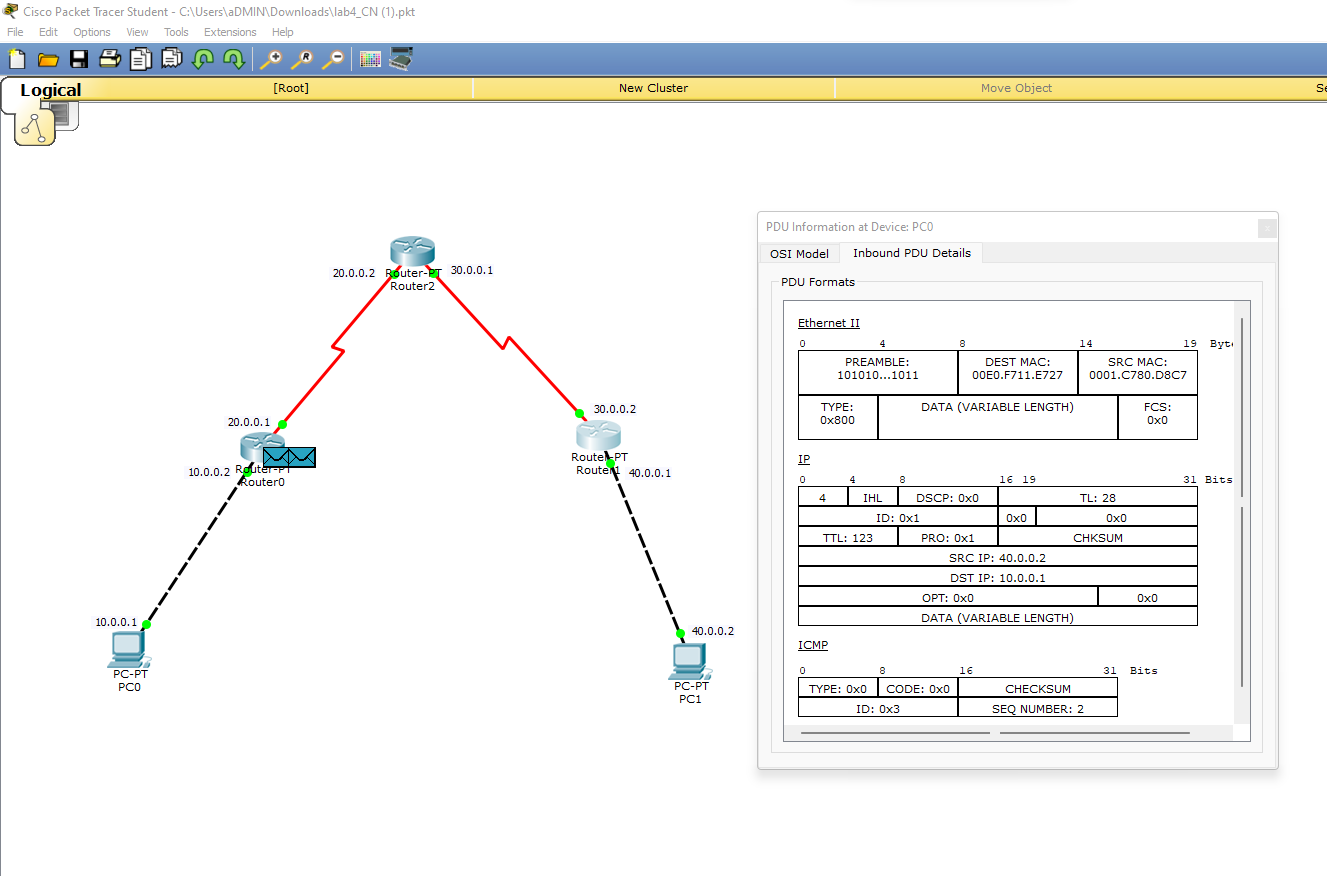 Cisco Packet Tracer Student - C:\Users\aDMIN\Downloads\lab4_CN (1).pkt
File Edit Options View Tools Extensions Help
Logical [Root] New Cluster Move Object Se
PDU Information at Device: PC0
OSI Model Inbound PDU Details
PDU Formats
Ethernet II
0 4 8 14 19 Byte
PREAMBLE: DEST MAC: SRC MAC:
101010...1011 00E0.F711.E727 0001.C780.D8C7
TYPE: DATA (VARIABLE LENGTH) FCS:
0x800 0x0
IP
0 4 8 16 19 31 Bits
4 IHL DSCP: 0x0 TL: 28
ID: 0x1 0x0 0x0
TTL: 123 PRO: 0x1 CHKSUM
SRC IP: 40.0.0.2
DST IP: 10.0.0.1
OPT: 0x0 0x0
DATA (VARIABLE LENGTH)
ICMP
0 8 16 31 Bits
TYPE: 0x0 CODE: 0x0 CHECKSUM
ID: 0x3 SEQ NUMBER: 2
20.0.0.2 Router-PT 30.0.0.1
Router2
20.0.0.1
10.0.0.2 Router-PT
Router0
30.0.0.2
Router-PT
Router1 40.0.0.1
10.0.0.1
PC-PT
PC0
40.0.0.2
PC-PT
PC1